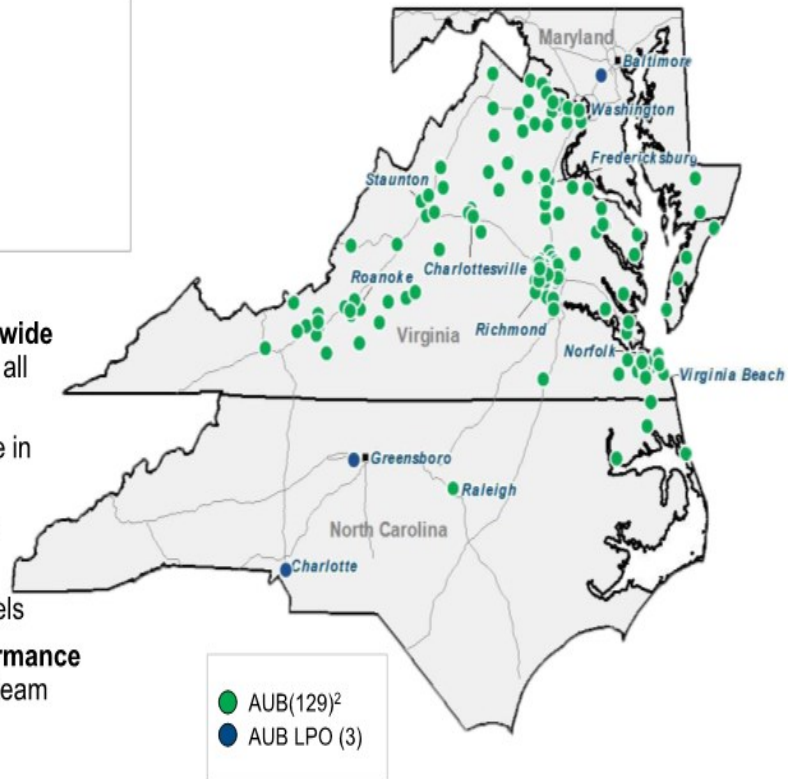 wide
all
e in
els
rmance
eam
Maryland
Baltimore
Washington
Fredericksburg
Staunton
Charlottesville
Roanoke
Richmond
Virginia
Norfolk
Virginia Beach
Greensboro
Raleigh
North Carolina
Charlotte
AUB(129)²
AUB LPO (3)